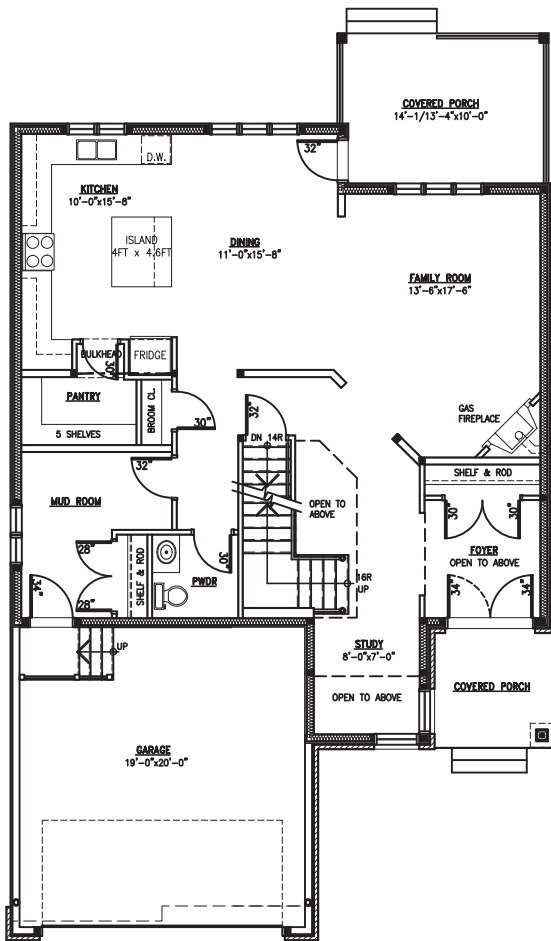 COVERED PORCH
14'-1/13'-4"x10'-0"
D.W.
32"
KITCHEN
10'-0"x15'-8"
ISLAND
4FT x 4.6FT
DINING
11'-0"x15'-8"
FAMILY ROOM
13'-6"x17'-6"
BULKHEAD
30"
FRIDGE
PANTRY
5 SHELVES
BROOM CL.
30"
32"
GAS
FIREPLACE
DN 14R
32"
MUD ROOM
SHELF & ROD
OPEN TO
ABOVE
30"
30"
FOYER
OPEN TO ABOVE
28"
28"
34"
SHELF & ROD
PWDR
30"
16R
UP
34"
34"
UP
STUDY
8'-0"x7'-0"
OPEN TO ABOVE
COVERED PORCH
GARAGE
19'-0"x20'-0"